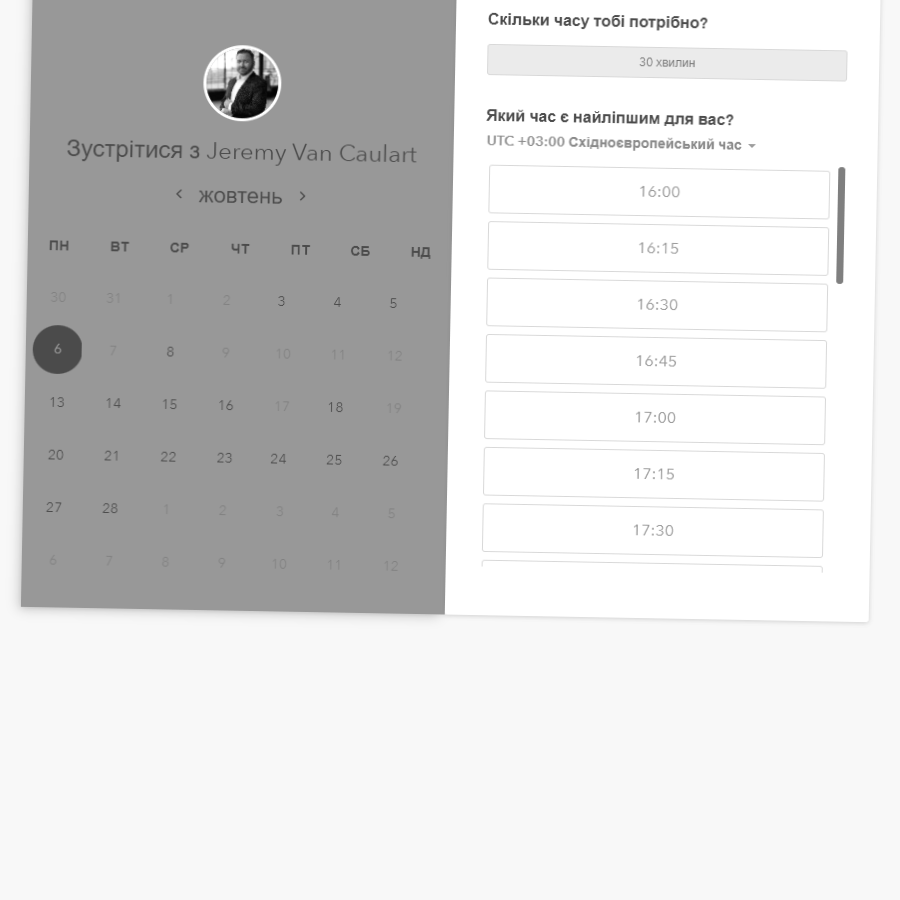 Зустрітися з Jeremy Van Caulart
жовтень
ПН ВТ СР ЧТ ПТ СБ НД
30 31 1 2 3 4 5
6 7 8 9 10 11 12
13 14 15 16 17 18 19
20 21 22 23 24 25 26
27 28 1 2 3 4 5
6 7 8 9 10 11 12
Скільки часу тобі потрібно?
30 хвилин
Який час є найліпшим для вас?
UTC +03:00 Східноєвропейський час
16:00
16:15
16:30
16:45
17:00
17:15
17:30